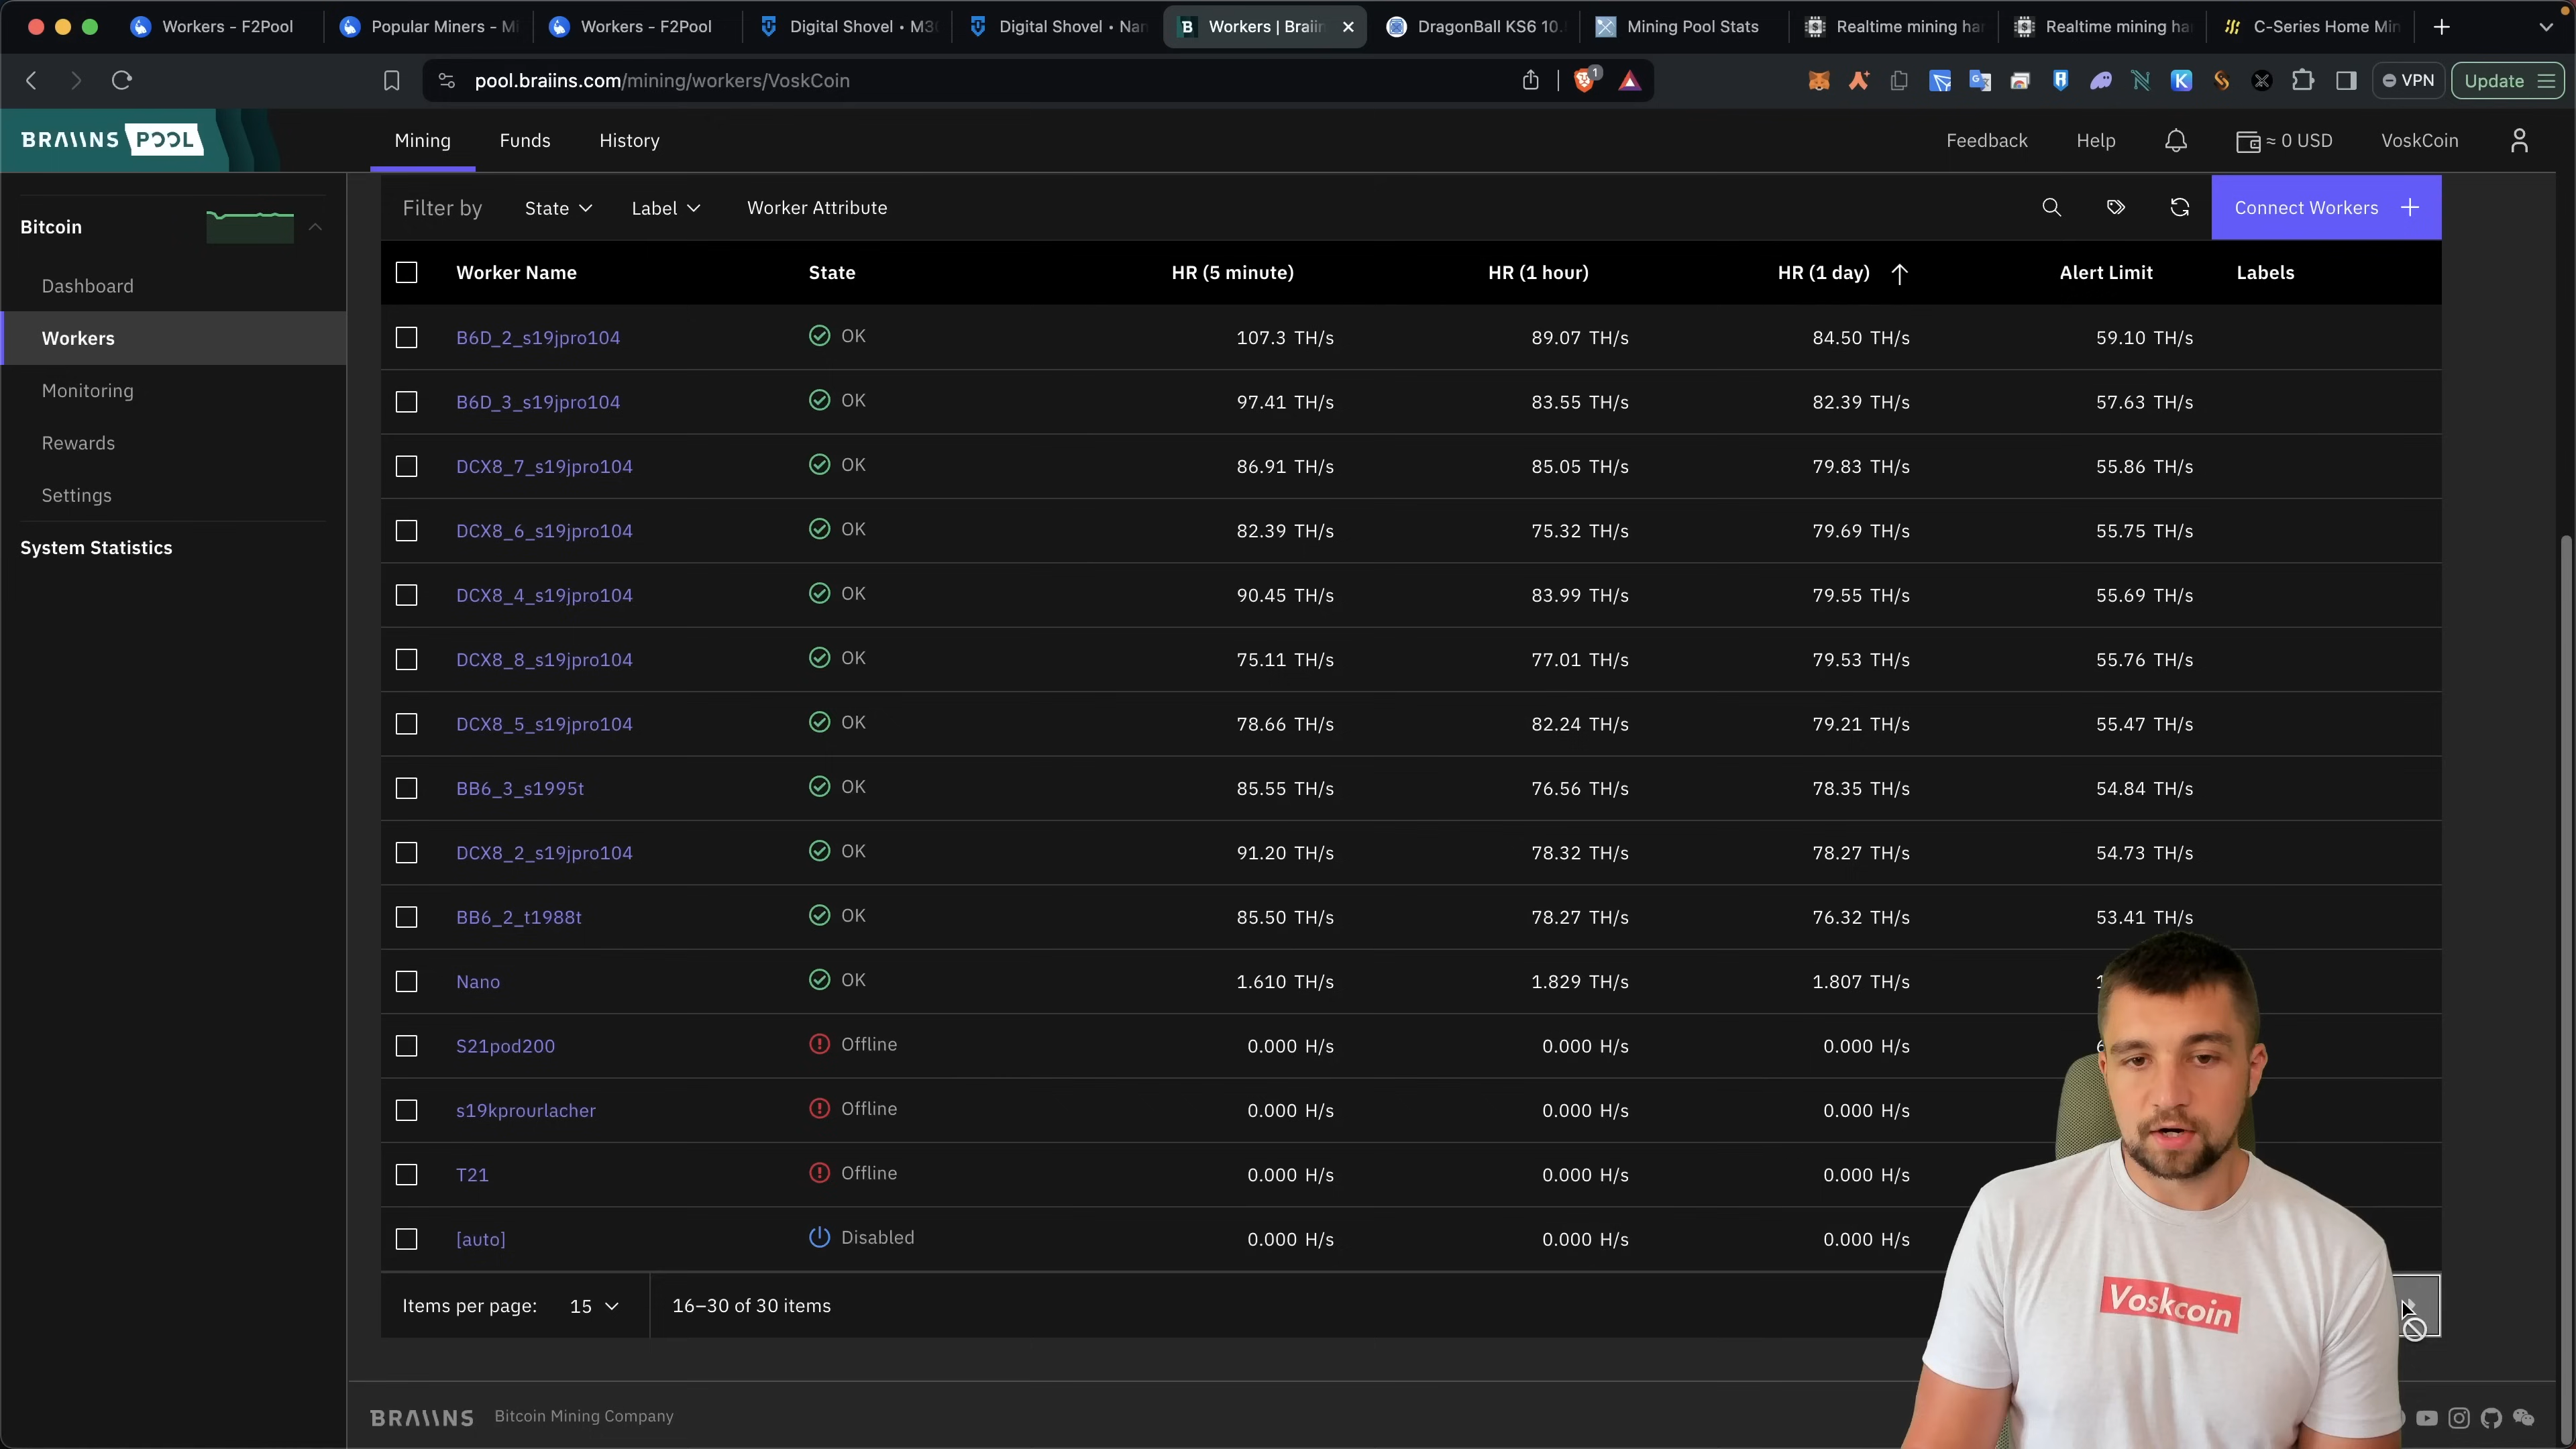 Workers - F2Pool
Popular Miners - Mi
Workers - F2Pool
Digital Shovel • M3
Digital Shovel • Nan
Workers | Braiin
DragonBall KS6 10.
Mining Pool Stats
Realtime mining ha
Realtime mining ha
C-Series Home Min
pool.braiins.com/mining/workers/VoskCoin
1
VPN
Update
BRAIINS POOL
Mining
Funds
History
Feedback
Help
≈ 0 USD
VoskCoin
Bitcoin
Dashboard
Workers
Monitoring
Rewards
Settings
System Statistics
Filter by
State
Label
Worker Attribute
Connect Workers
Worker Name State HR (5 minute) HR (1 hour) HR (1 day) Alert Limit Labels
B6D_2_s19jpro104 OK 107.3 TH/s 89.07 TH/s 84.50 TH/s 59.10 TH/s
B6D_3_s19jpro104 OK 97.41 TH/s 83.55 TH/s 82.39 TH/s 57.63 TH/s
DCX8_7_s19jpro104 OK 86.91 TH/s 85.05 TH/s 79.83 TH/s 55.86 TH/s
DCX8_6_s19jpro104 OK 82.39 TH/s 75.32 TH/s 79.69 TH/s 55.75 TH/s
DCX8_4_s19jpro104 OK 90.45 TH/s 83.99 TH/s 79.55 TH/s 55.69 TH/s
DCX8_8_s19jpro104 OK 75.11 TH/s 77.01 TH/s 79.53 TH/s 55.76 TH/s
DCX8_5_s19jpro104 OK 78.66 TH/s 82.24 TH/s 79.21 TH/s 55.47 TH/s
BB6_3_s1995t OK 85.55 TH/s 76.56 TH/s 78.35 TH/s 54.84 TH/s
DCX8_2_s19jpro104 OK 91.20 TH/s 78.32 TH/s 78.27 TH/s 54.73 TH/s
BB6_2_t1988t OK 85.50 TH/s 78.27 TH/s 76.32 TH/s 53.41 TH/s
Nano OK 1.610 TH/s 1.829 TH/s 1.807 TH/s
S21pod200 Offline 0.000 H/s 0.000 H/s 0.000 H/s
s19kprourlacher Offline 0.000 H/s 0.000 H/s 0.000 H/s
T21 Offline 0.000 H/s 0.000 H/s 0.000 H/s
[auto] Disabled 0.000 H/s 0.000 H/s 0.000 H/s
Items per page: 15 16–30 of 30 items
Voskcoin
BRAIINS Bitcoin Mining Company